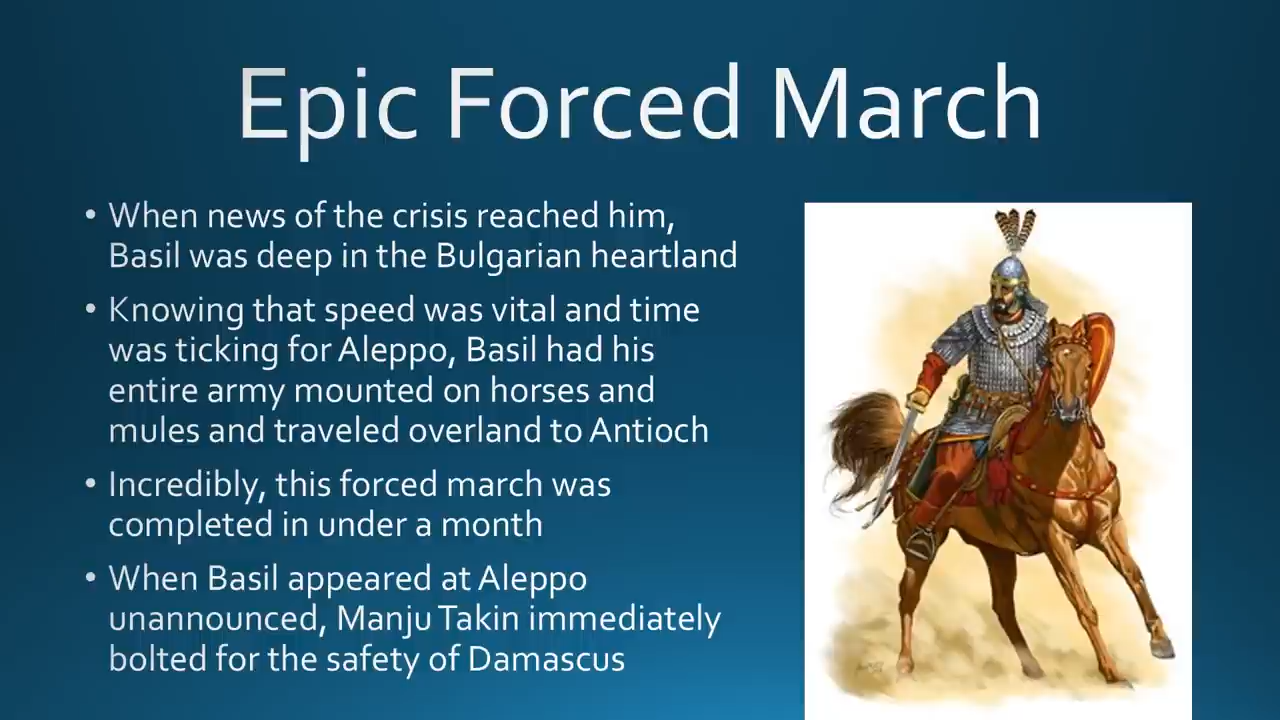 Epic Forced March
• When news of the crisis reached him,
Basil was deep in the Bulgarian heartland
• Knowing that speed was vital and time
was ticking for Aleppo, Basil had his
entire army mounted on horses and
mules and traveled overland to Antioch
• Incredibly, this forced march was
completed in under a month
• When Basil appeared at Aleppo
unannounced, Manju Takin immediately
bolted for the safety of Damascus